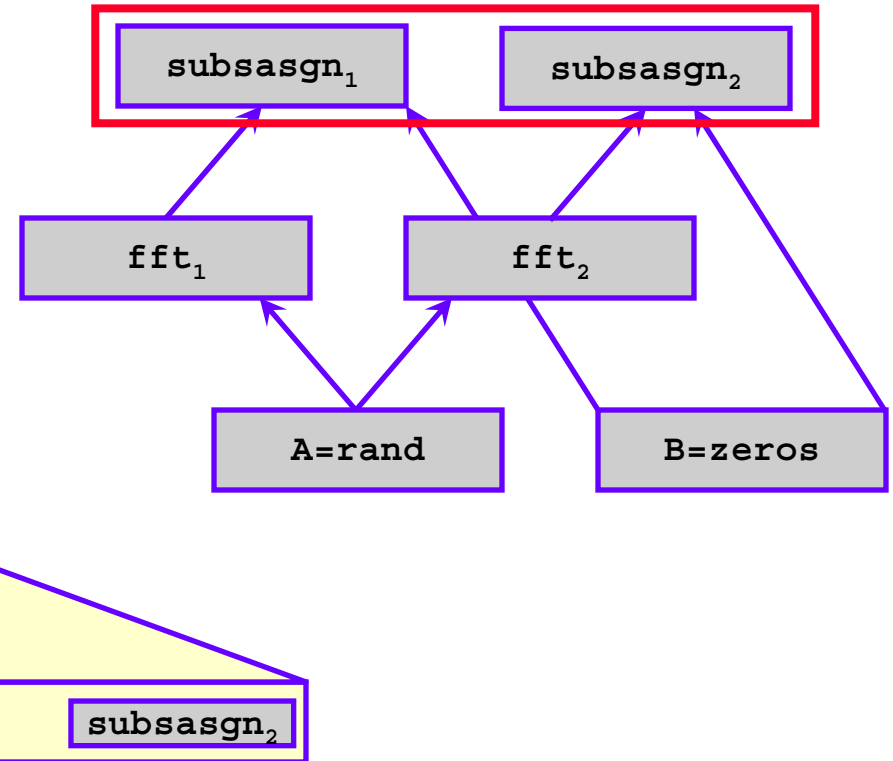 subsasgn₁
subsasgn₂
fft₁
fft₂
A=rand
B=zeros
subsasgn₂